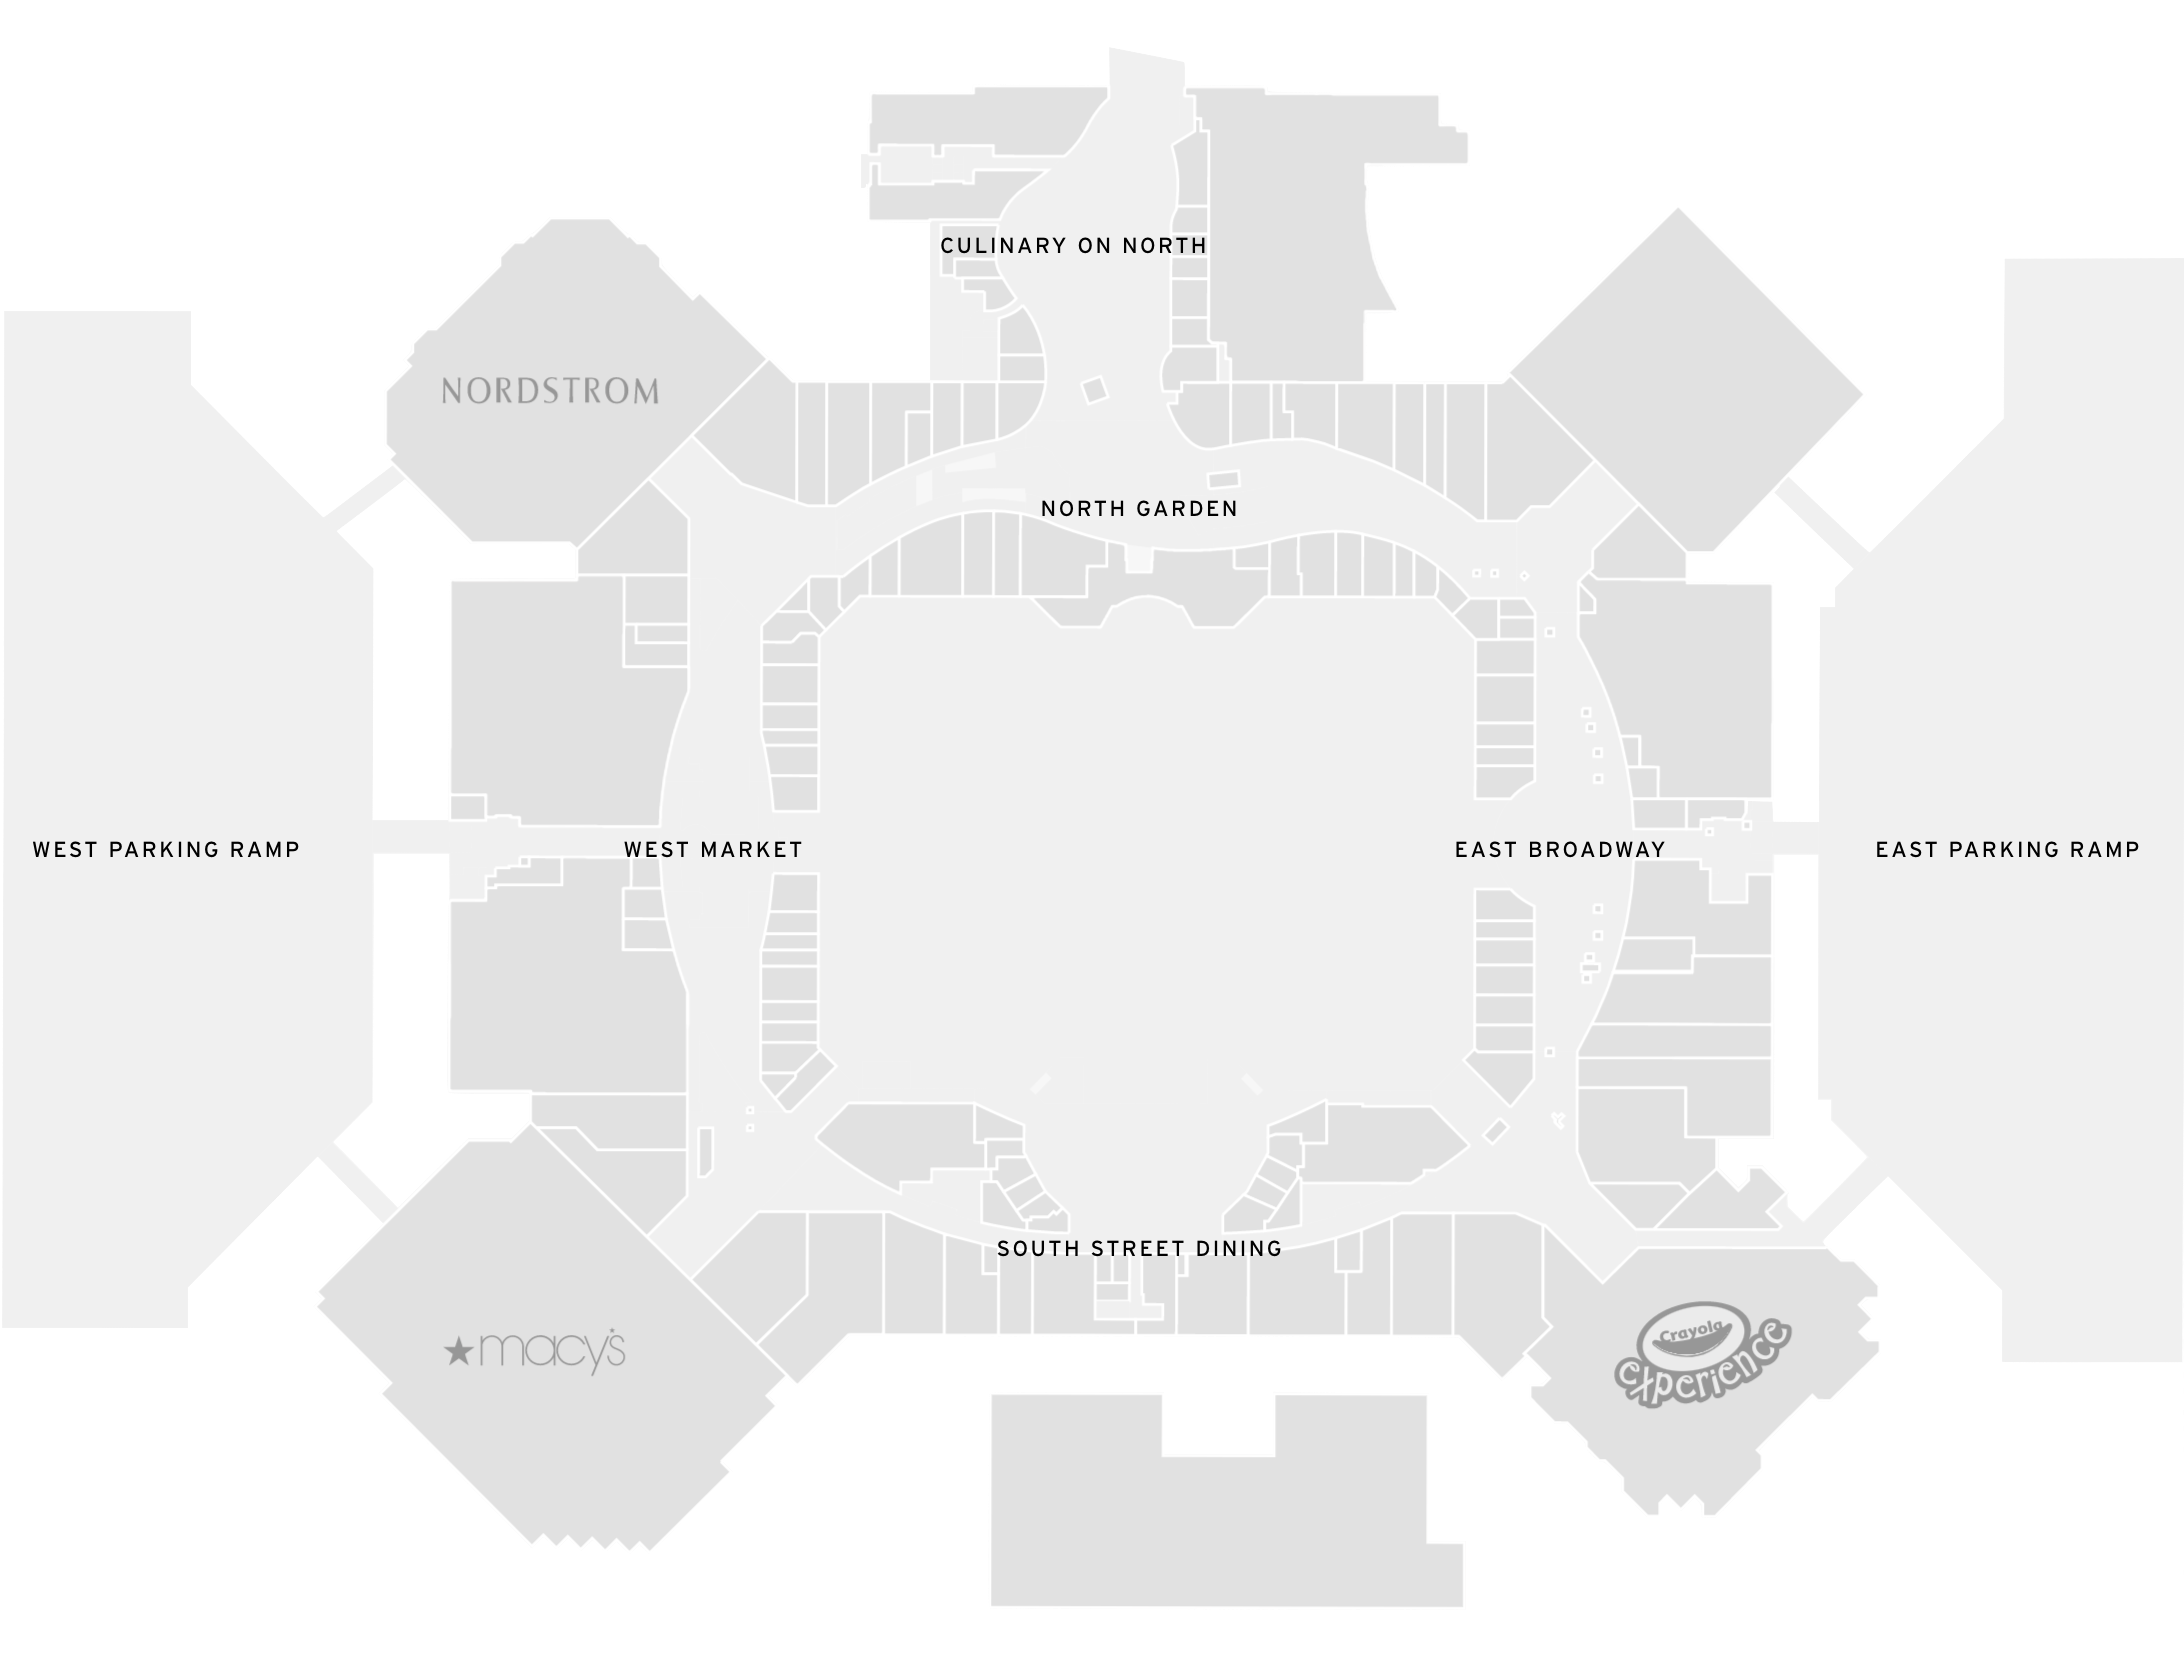 CULINARY ON NORTH
NORDSTROM
NORTH GARDEN
WEST PARKING RAMP
WEST MARKET
EAST BROADWAY
EAST PARKING RAMP
SOUTH STREET DINING
macy's
Crayola
experience